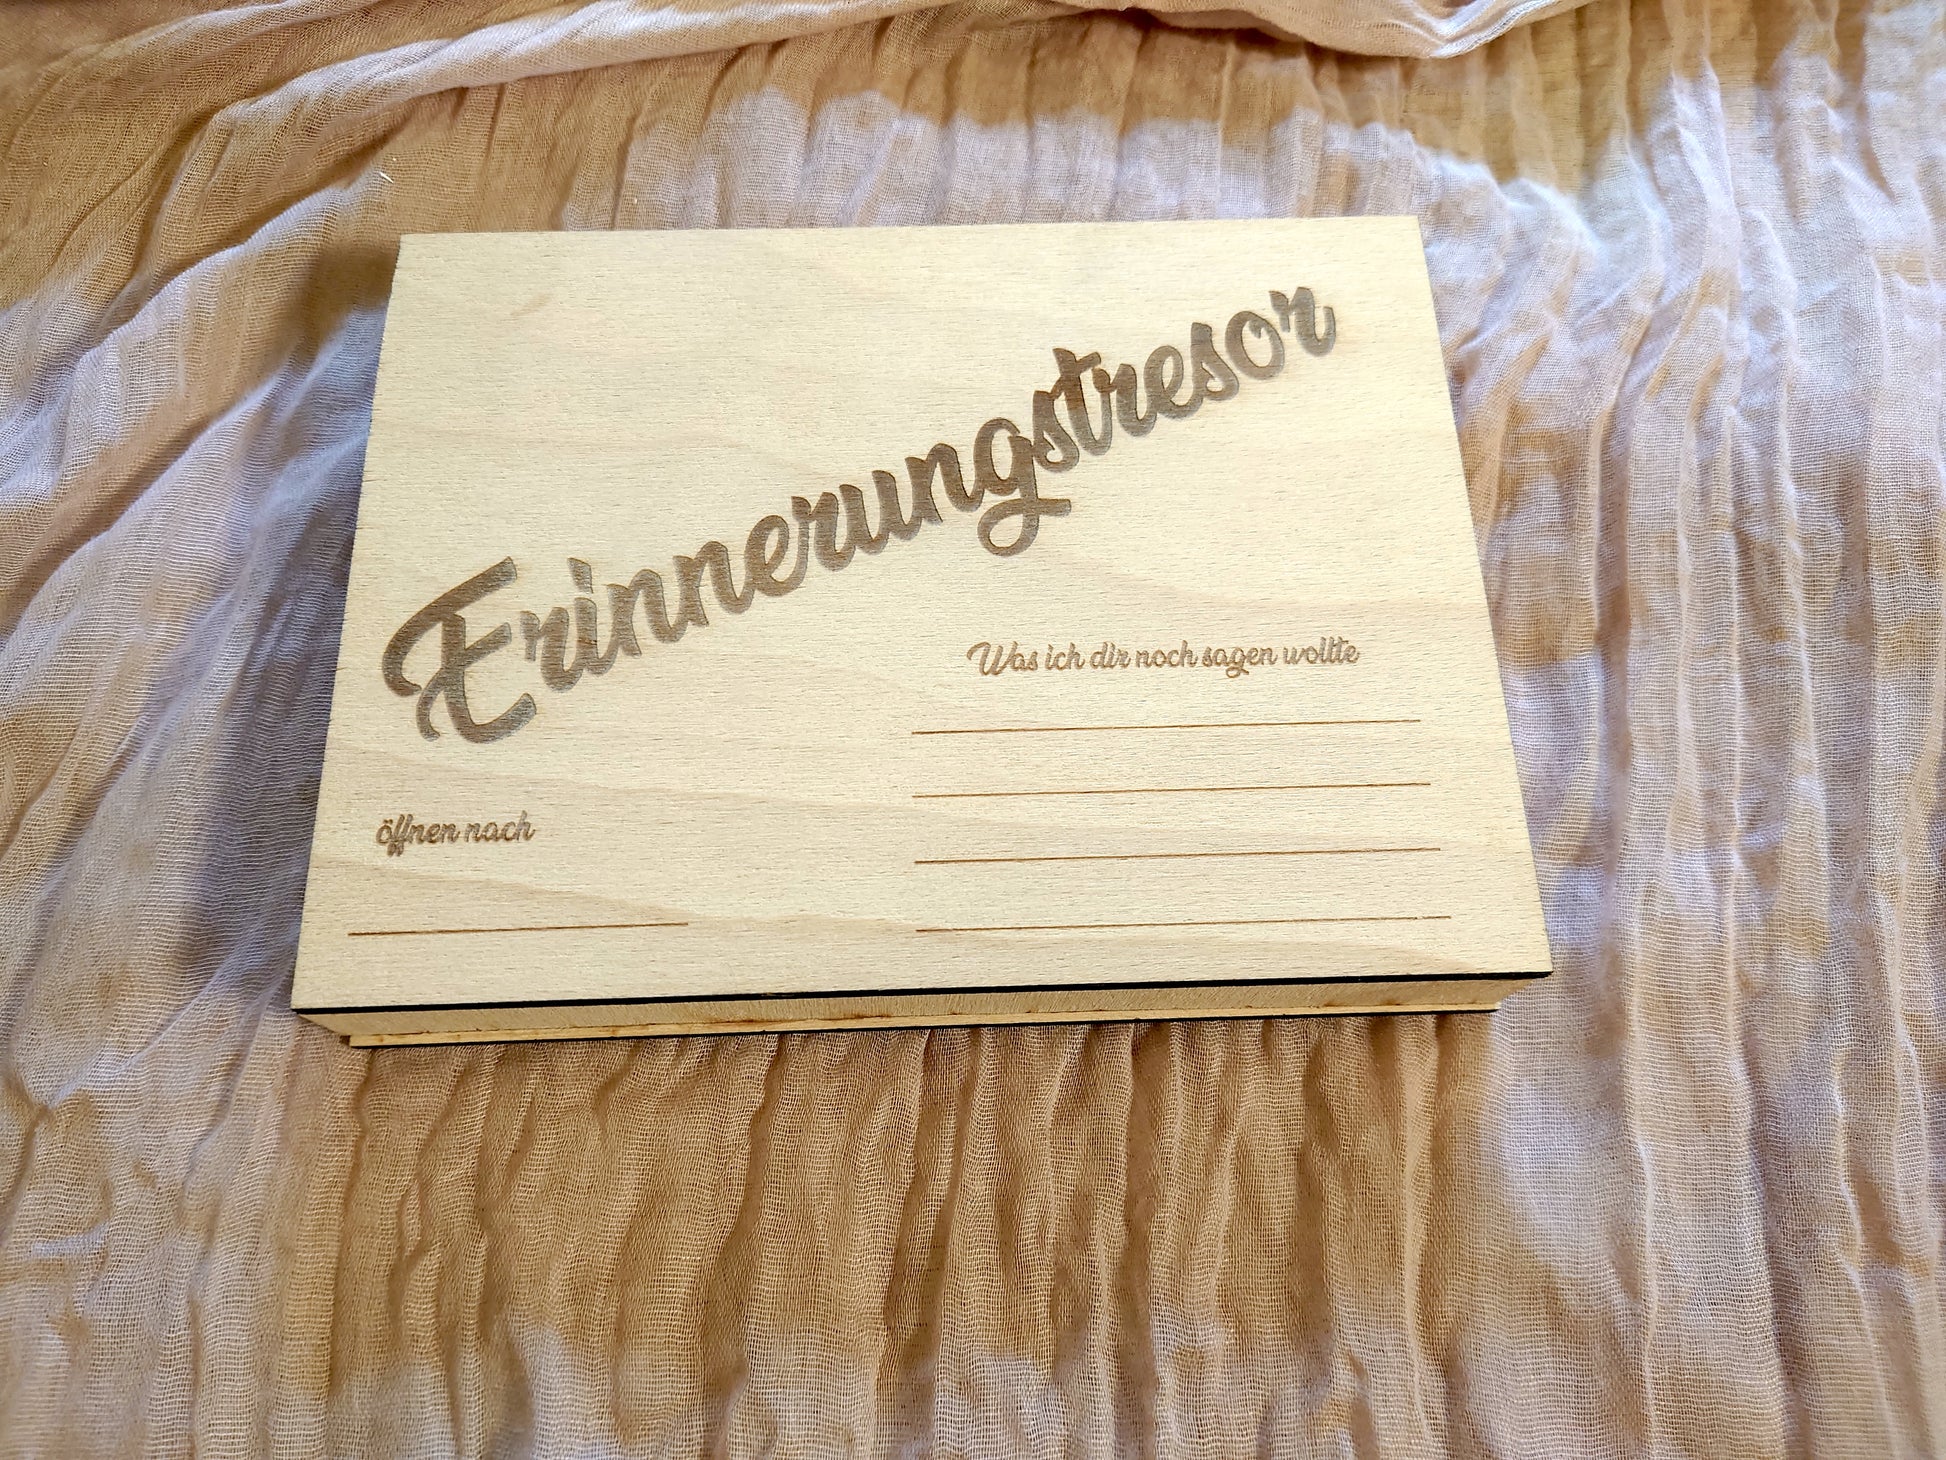 Erinnerungstresor
Was ich dir noch sagen wollte
öffnen nach